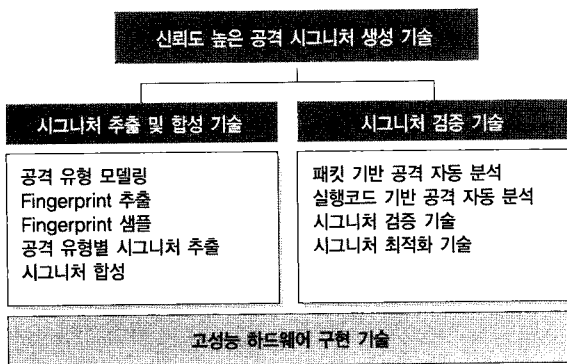 신뢰도 높은 공격 시그니처 생성 기술
시그니처 추출 및 합성 기술
공격 유형 모델링
Fingerprint 추출
Fingerprint 샘플
공격 유형별 시그니처 추출
시그니처 합성
시그니처 검증 기술
패킷 기반 공격 자동 분석
실행코드 기반 공격 자동 분석
시그니처 검증 기술
시그니처 최적화 기술
고성능 하드웨어 구현 기술